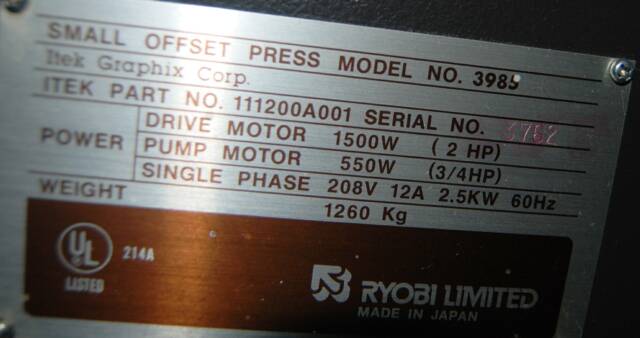 SMALL OFFSET PRESS MODEL NO. 3985
Itek Graphix Corp.
ITEK PART NO. 111200A001 SERIAL NO.
POWER
DRIVE MOTOR 1500W ( 2 HP)
PUMP MOTOR 550W (3/4HP)
SINGLE PHASE 208V 12A 2.5KW 60Hz
WEIGHT 1260 Kg
UL
LISTED
214A
RYOBI LIMITED
MADE IN JAPAN